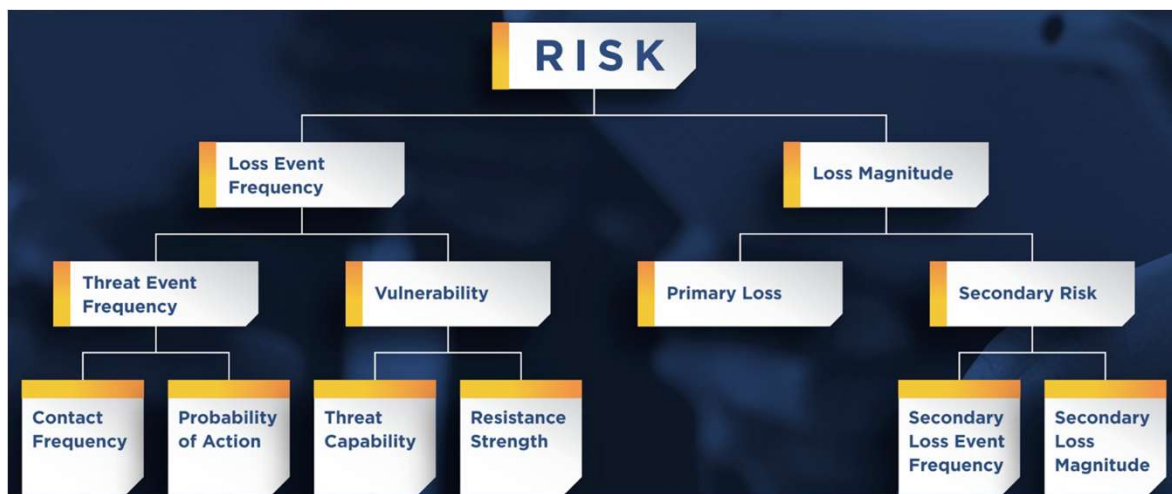 RISK
Loss Event
Frequency
Loss Magnitude
Threat Event
Frequency
Vulnerability
Primary Loss
Secondary Risk
Contact
Frequency
Probability
of Action
Threat
Capability
Resistance
Strength
Secondary
Loss Event
Frequency
Secondary
Loss
Magnitude